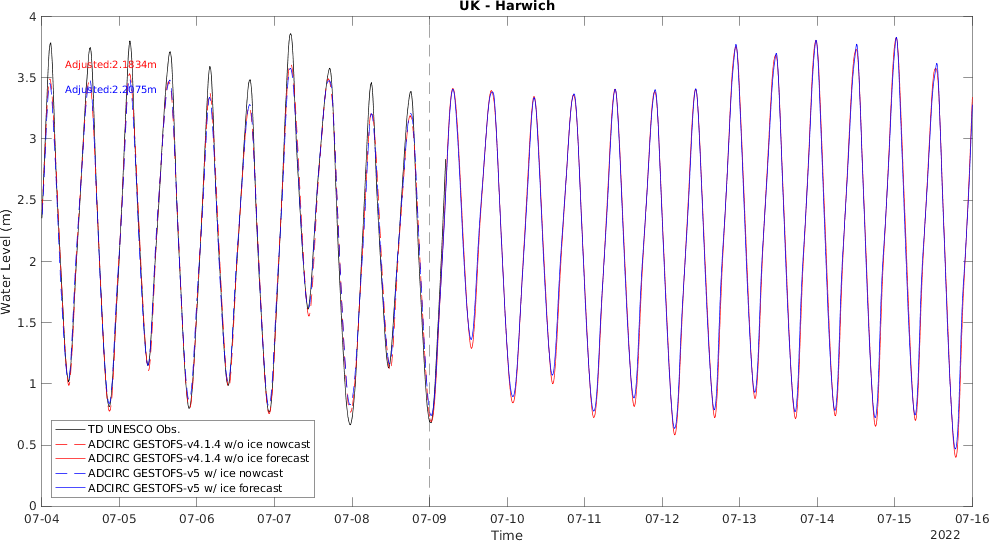 UK - Harwich
4
3.5
3
2.5
2
1.5
1
0.5
0
Water Level (m)
Adjusted:2.1834m
Adjusted:2.2075m
TD UNESCO Obs.
ADCIRC GESTOFS-v4.1.4 w/o ice nowcast
ADCIRC GESTOFS-v4.1.4 w/o ice forecast
ADCIRC GESTOFS-v5 w/ ice nowcast
ADCIRC GESTOFS-v5 w/ ice forecast
07-04 07-05 07-06 07-07 07-08 07-09 07-10 07-11 07-12 07-13 07-14 07-15 07-16
Time
2022